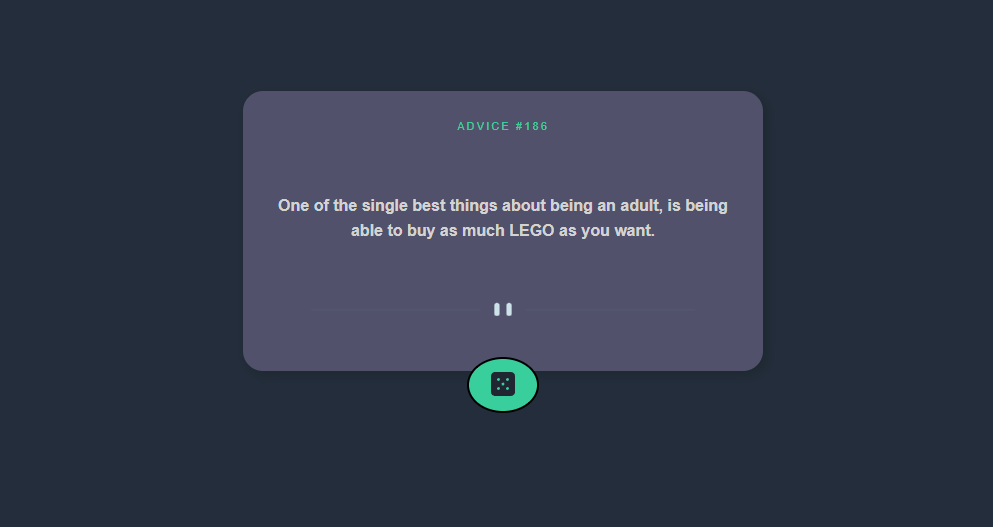 ADVICE #186
One of the single best things about being an adult, is being
able to buy as much LEGO as you want.